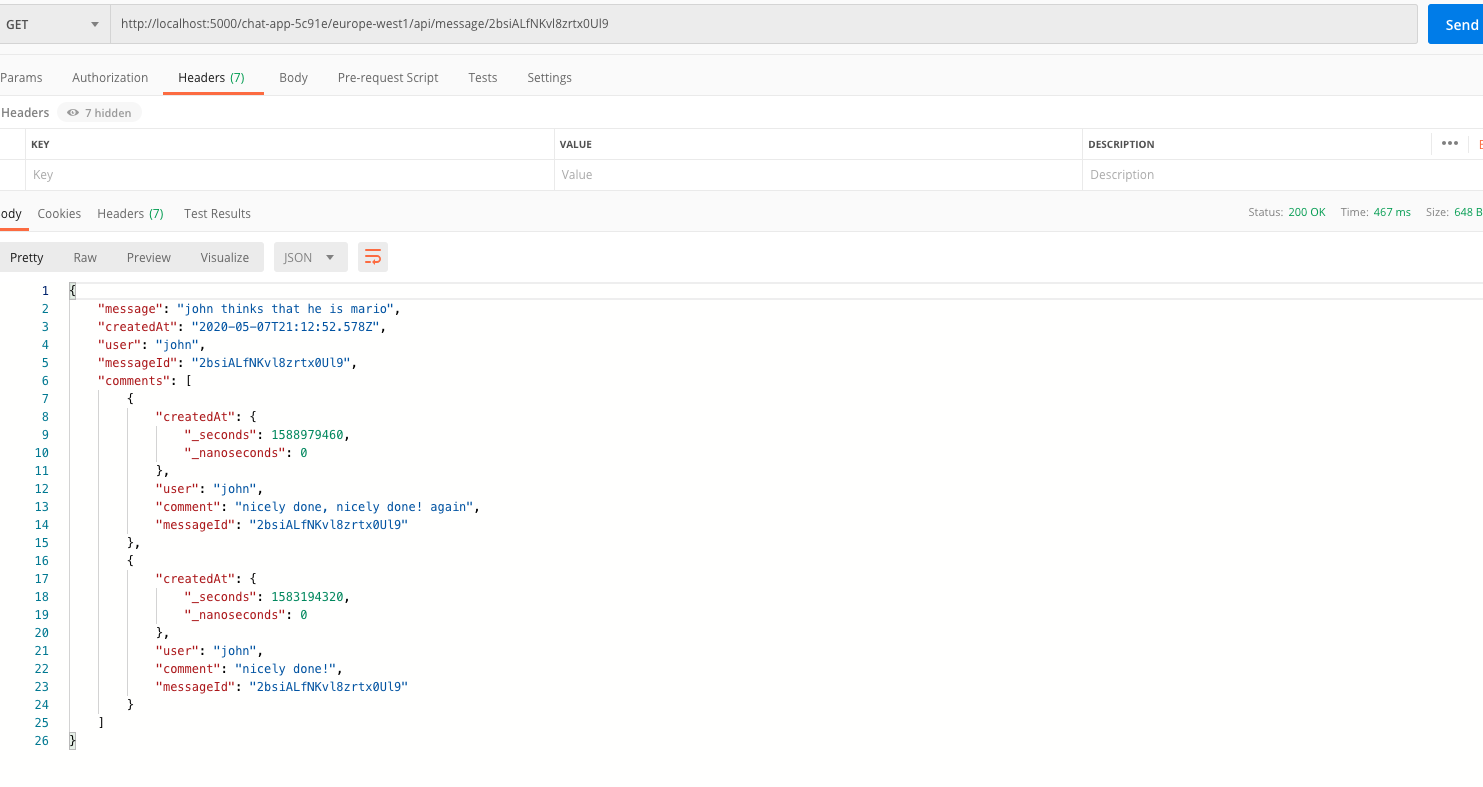 GET http://localhost:5000/chat-app-5c91e/europe-west1/api/message/2bsiALfNKvl8zrtx0Ul9 Send
Params Authorization Headers (7) Body Pre-request Script Tests Settings
Headers 7 hidden
KEY VALUE DESCRIPTION •••
Key Value Description
ody Cookies Headers (7) Test Results Status: 200 OK Time: 467 ms Size: 648 B
Pretty Raw Preview Visualize JSON
1 {
2 "message": "john thinks that he is mario",
3 "createdAt": "2020-05-07T21:12:52.578Z",
4 "user": "john",
5 "messageId": "2bsiALfNKvl8zrtx0Ul9",
6 "comments": [
7 {
8 "createdAt": {
9 "_seconds": 1588979460,
10 "_nanoseconds": 0
11 },
12 "user": "john",
13 "comment": "nicely done, nicely done! again",
14 "messageId": "2bsiALfNKvl8zrtx0Ul9"
15 },
16 {
17 "createdAt": {
18 "_seconds": 1583194320,
19 "_nanoseconds": 0
20 },
21 "user": "john",
22 "comment": "nicely done!",
23 "messageId": "2bsiALfNKvl8zrtx0Ul9"
24 }
25 ]
26 }